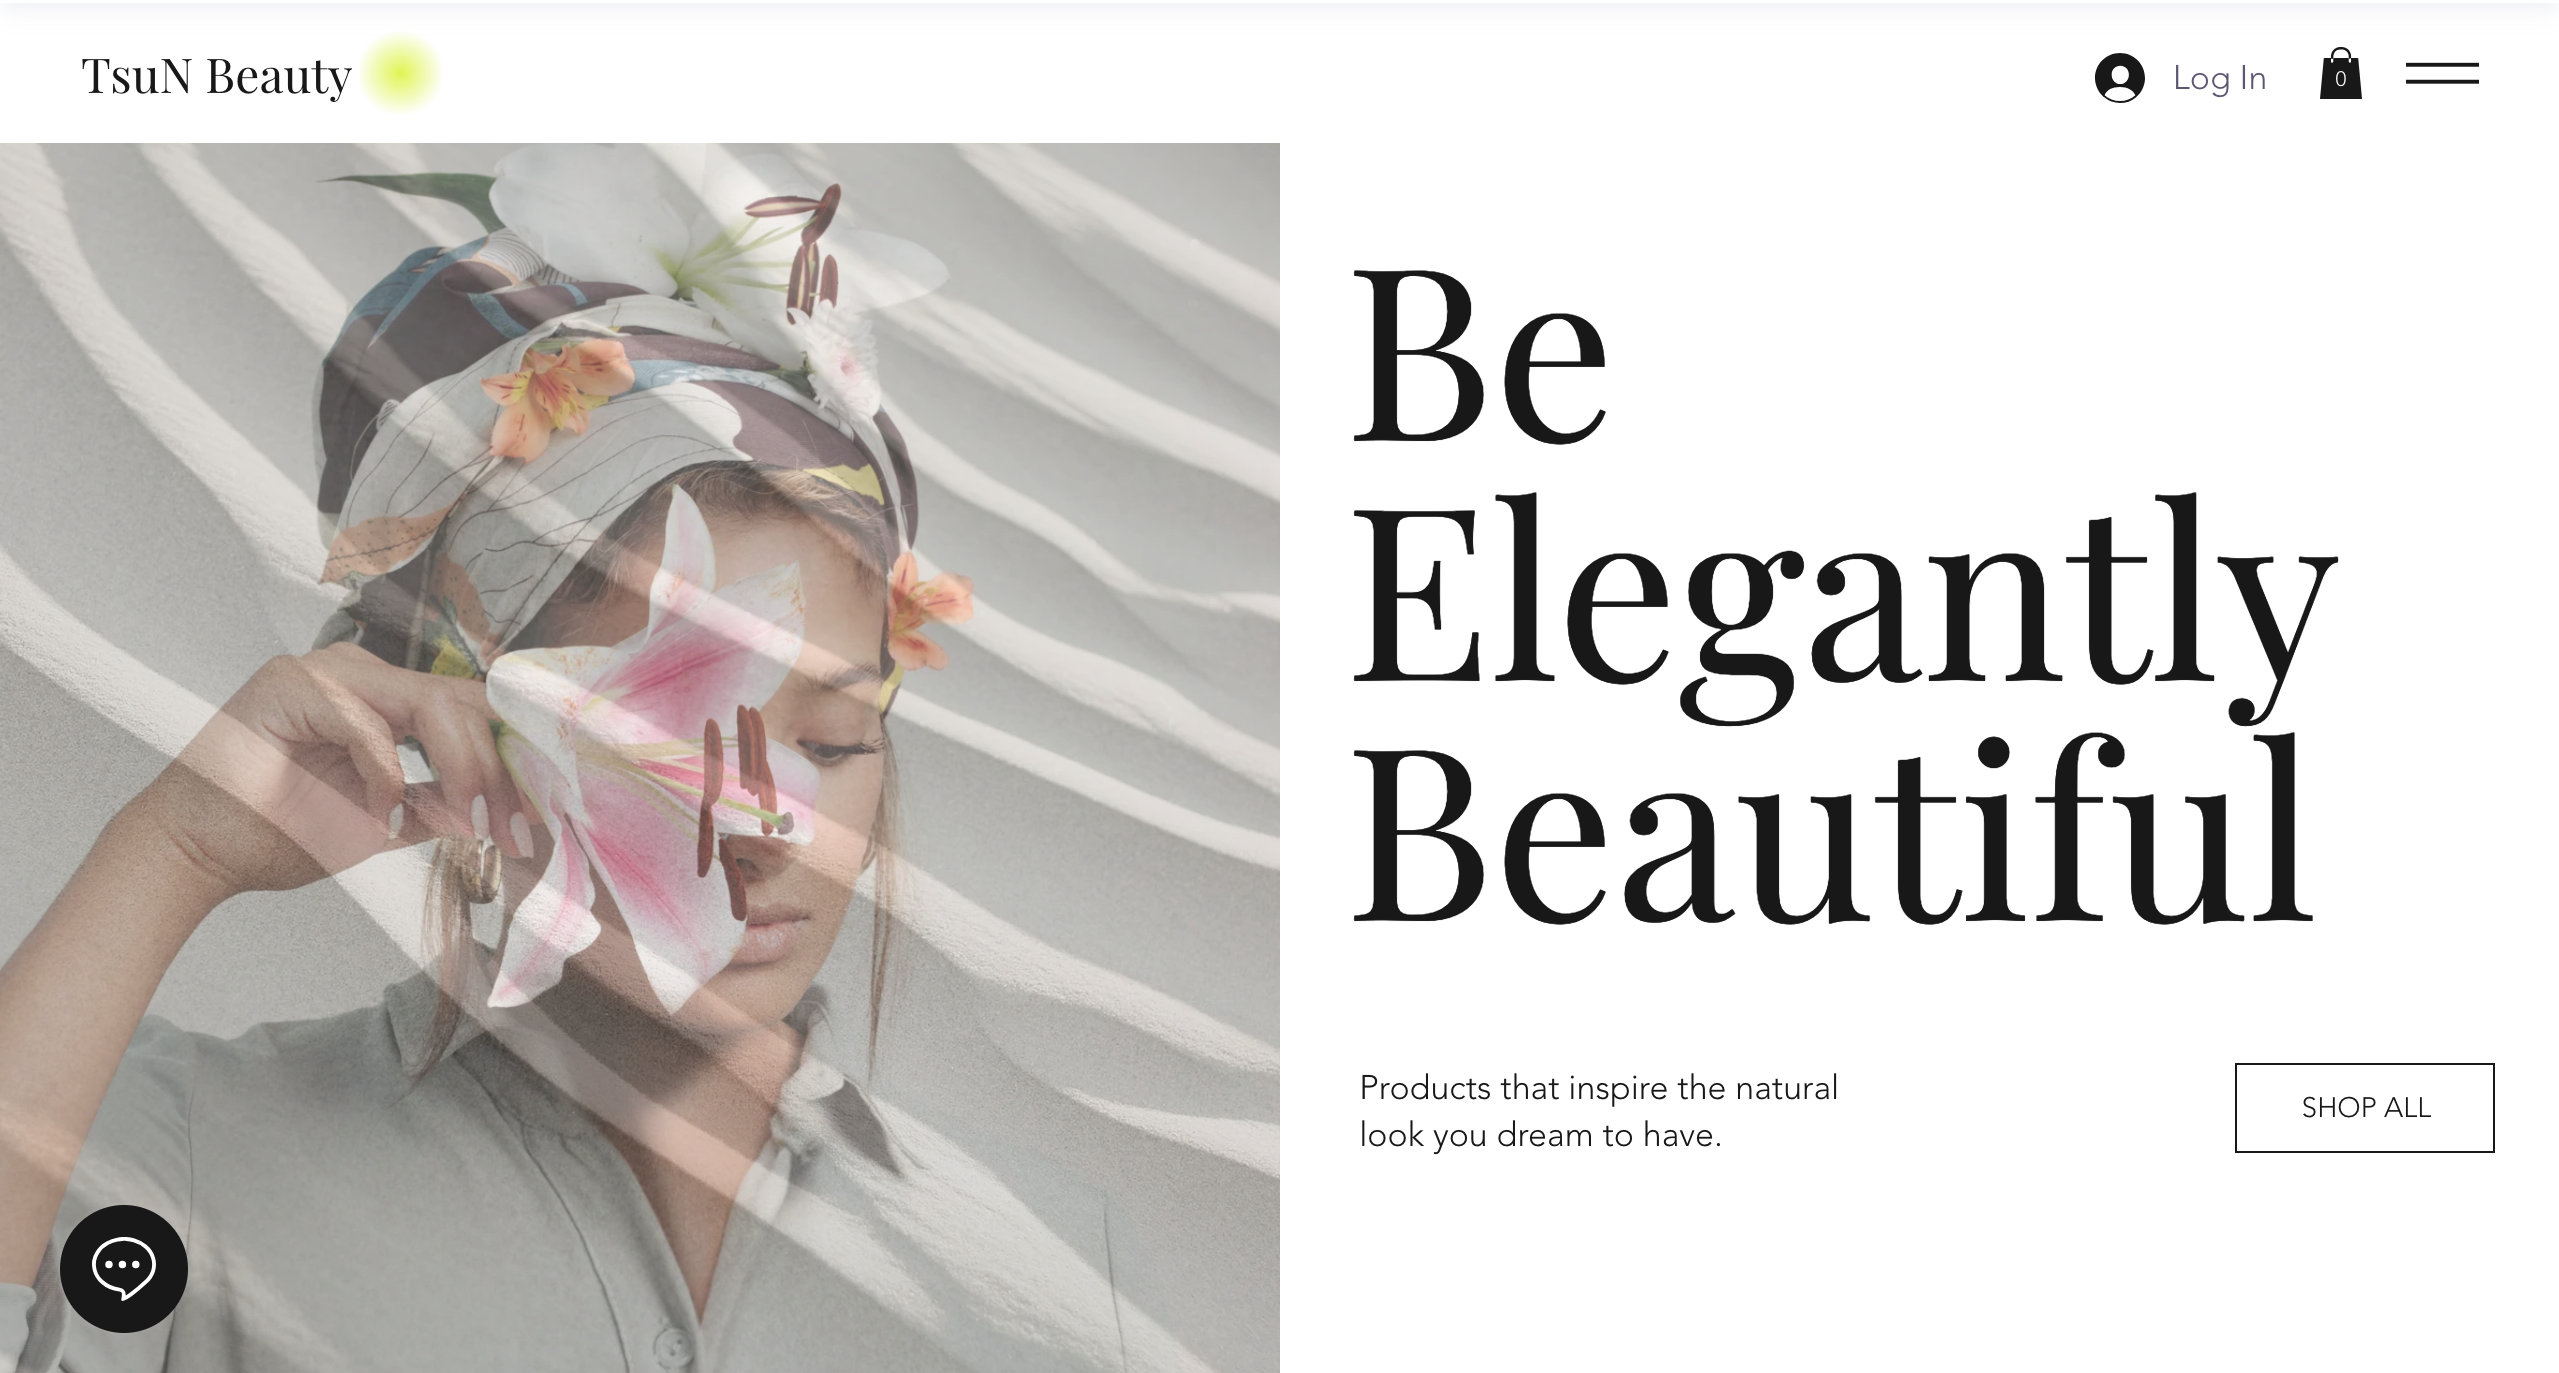 TsuN Beauty
Log In
0
Be
Elegantly
Beautiful
Products that inspire the natural
look you dream to have.
SHOP ALL